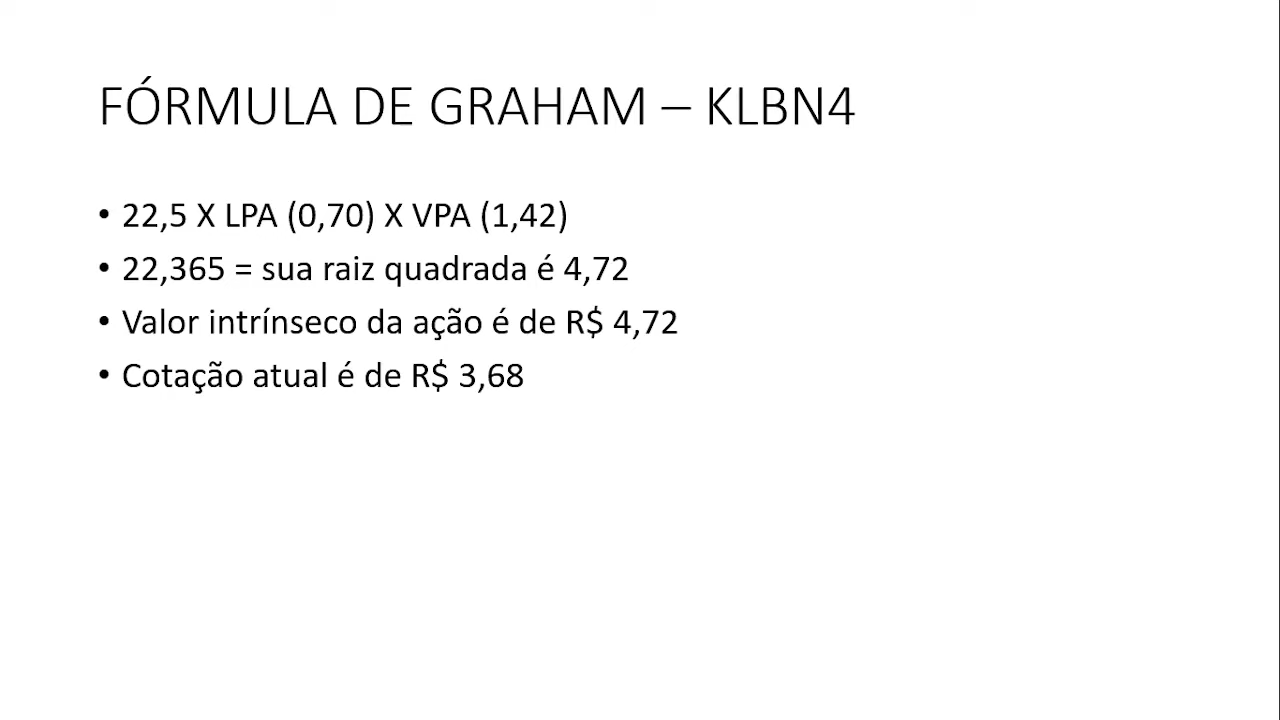 FÓRMULA DE GRAHAM – KLBN4
• 22,5 X LPA (0,70) X VPA (1,42)
• 22,365 = sua raiz quadrada é 4,72
• Valor intrínseco da ação é de R$ 4,72
• Cotação atual é de R$ 3,68